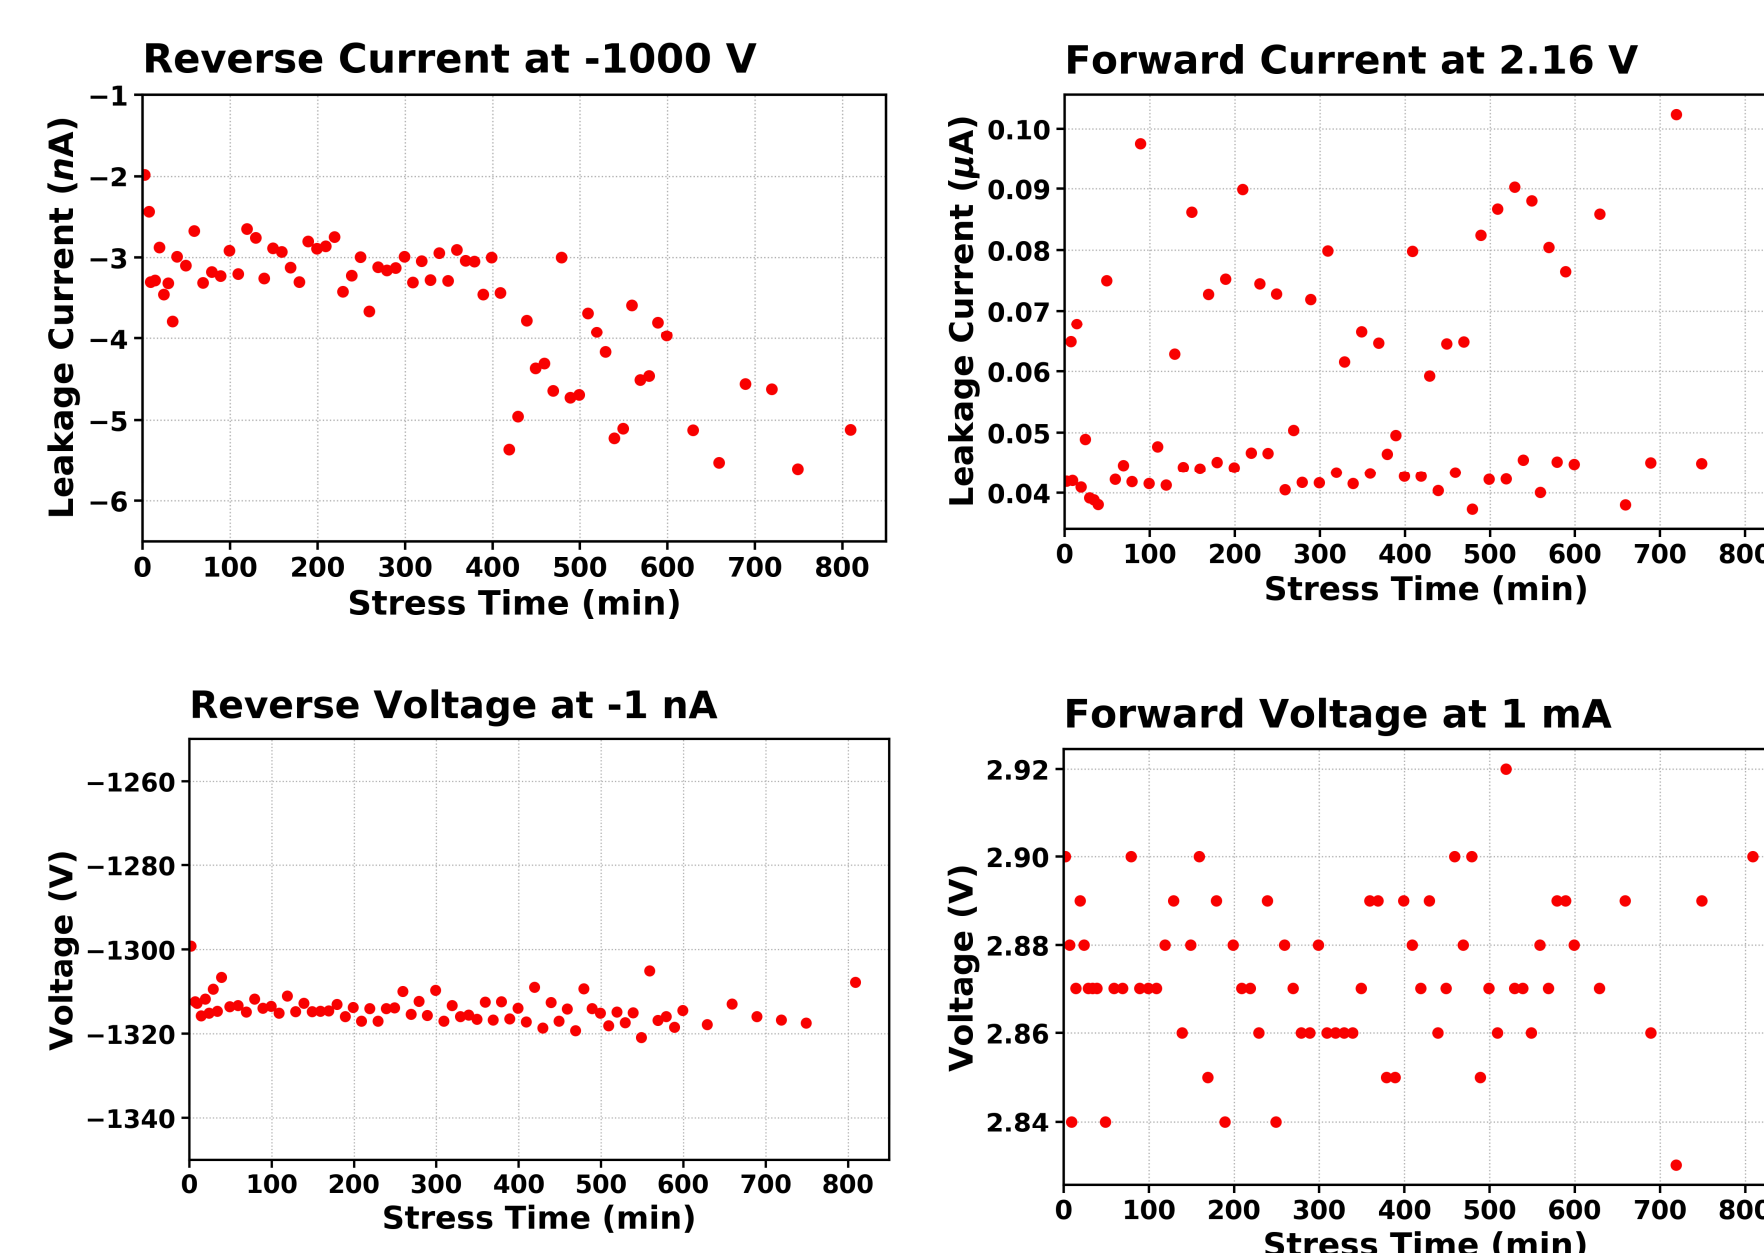 Reverse Current at -1000 V
Leakage Current (nA)
−1
−2
−3
−4
−5
−6
0 100 200 300 400 500 600 700 800
Stress Time (min)
Forward Current at 2.16 V
Leakage Current (μA)
0.10
0.09
0.08
0.07
0.06
0.05
0.04
0 100 200 300 400 500 600 700 800
Stress Time (min)
Reverse Voltage at -1 nA
Voltage (V)
−1260
−1280
−1300
−1320
−1340
0 100 200 300 400 500 600 700 800
Stress Time (min)
Forward Voltage at 1 mA
Voltage (V)
2.92
2.90
2.88
2.86
2.84
0 100 200 300 400 500 600 700 800
Stress Time (min)